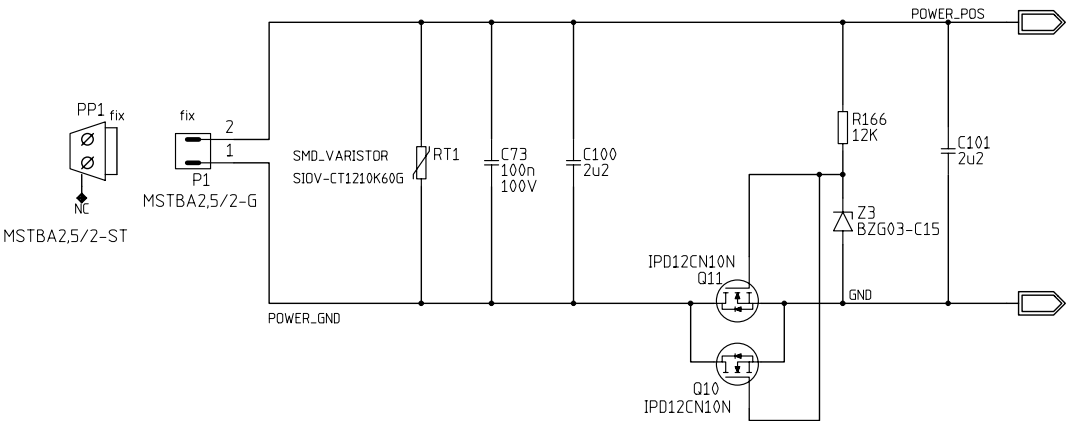 POWER_POS
PP1 fix
fix
2
1
P1
MSTBA2,5/2-G
NC
MSTBA2,5/2-ST
SMD_VARISTOR
SIOV-CT1210K60G
RT1
C73
100n
100V
C100
2u2
R166
12K
C101
2u2
Z3
BZG03-C15
IPD12CN10N
Q11
GND
POWER_GND
Q10
IPD12CN10N